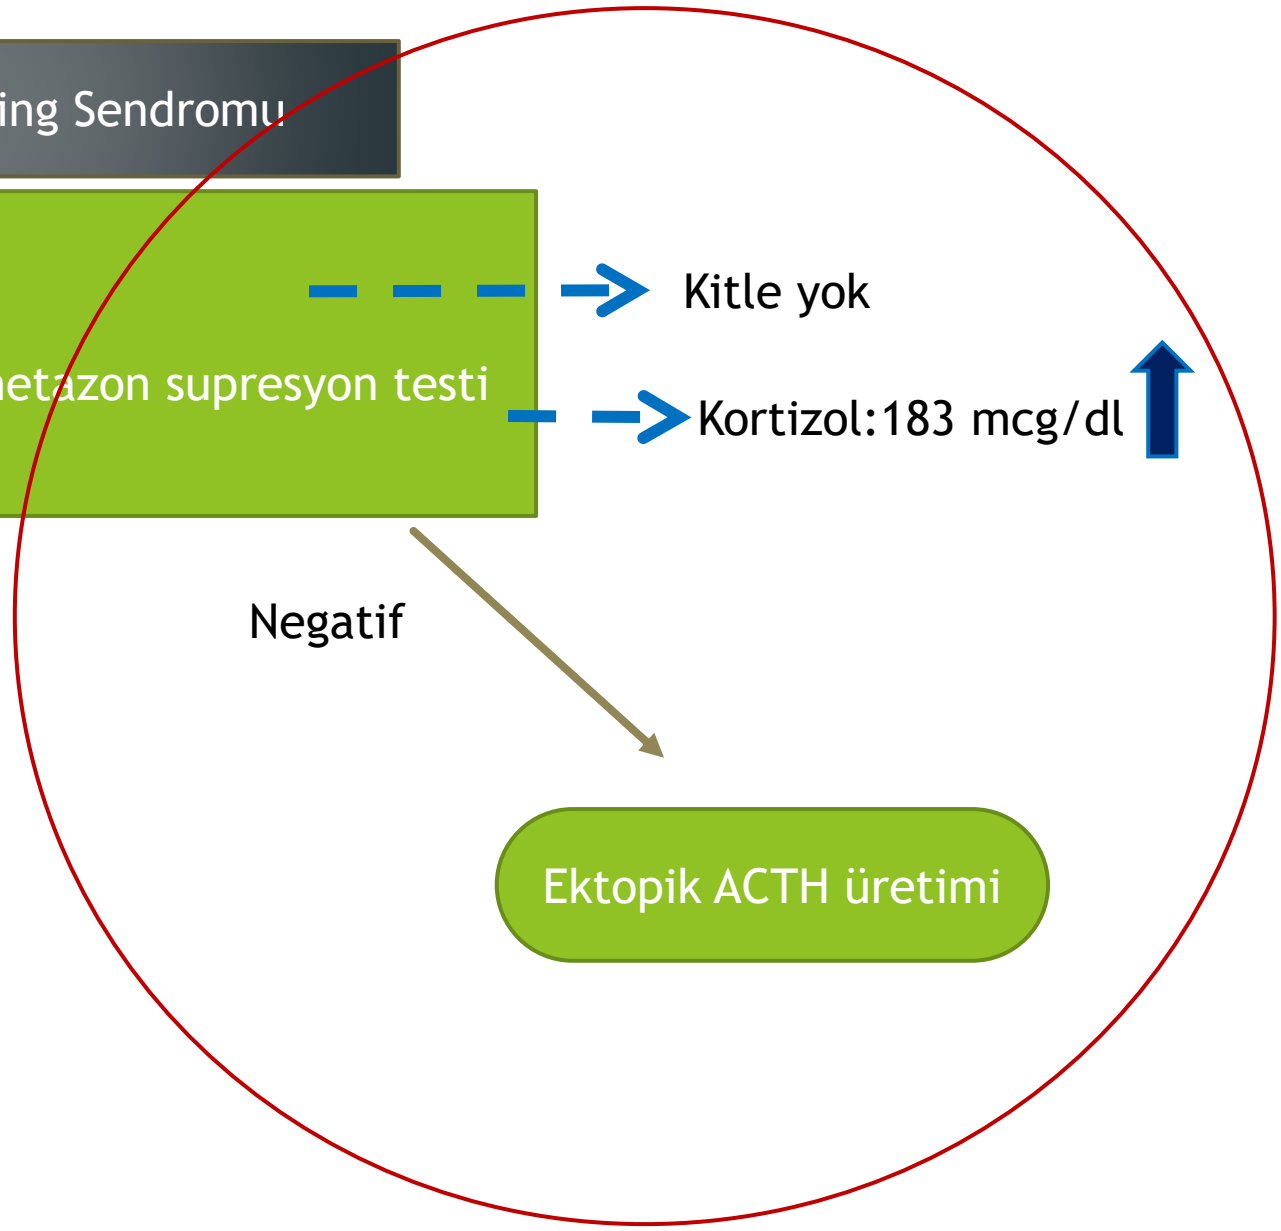 ing Sendromu
Kitle yok
etazon supresyon testi
Kortizol:183 mcg/dl
Negatif
Ektopik ACTH üretimi